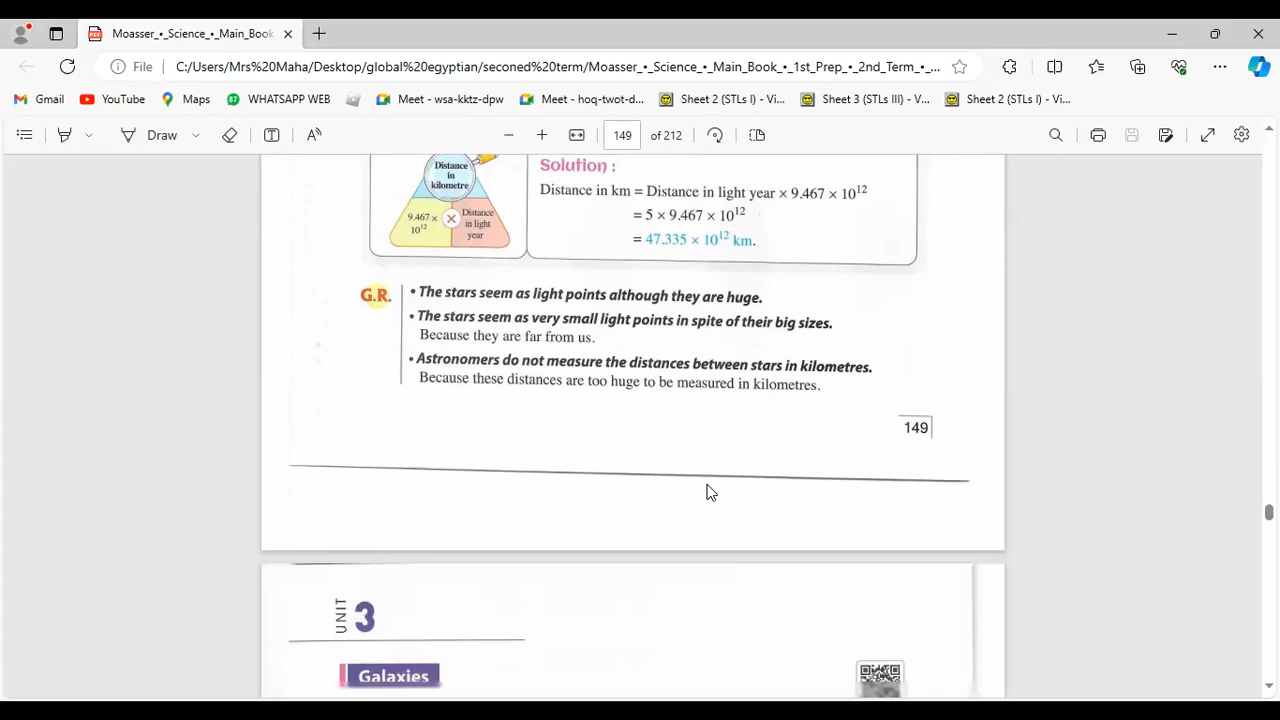 Moasser_•_Science_•_Main_Book
File
C:/Users/Mrs%20Maha/Desktop/global%20egyptian/seconed%20term/Moasser_•_Science_•_Main_Book_•_1st_Prep_•_2nd_Term_•_...
Gmail
YouTube
Maps
87
WHATSAPP WEB
Meet - wsa-kktz-dpw
Meet - hoq-twot-d...
Sheet 2 (STLs I) - Vi...
Sheet 3 (STLs III) - V...
Sheet 2 (STLs I) - Vi...
Draw
149
of 212
Distance
in
kilometre
9.467 ×
10¹²
Distance
in light
year
Solution :
Distance in km = Distance in light year × 9.467 × 10¹²
= 5 × 9.467 × 10¹²
= 47.335 × 10¹² km.
G.R.
• The stars seem as light points although they are huge.
• The stars seem as very small light points in spite of their big sizes.
Because they are far from us.
• Astronomers do not measure the distances between stars in kilometres.
Because these distances are too huge to be measured in kilometres.
149
UNIT
3
Galaxies